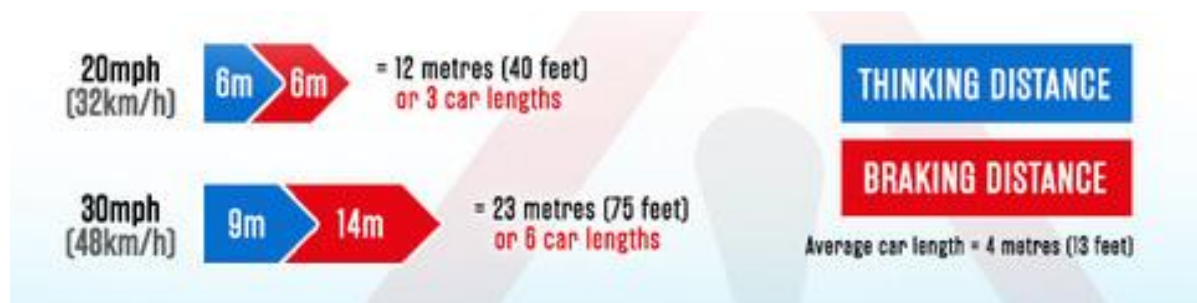 20mph
(32km/h)
6m 6m
= 12 metres (40 feet)
or 3 car lengths
30mph
(48km/h)
9m 14m
= 23 metres (75 feet)
or 6 car lengths
THINKING DISTANCE
BRAKING DISTANCE
Average car length = 4 metres (13 feet)